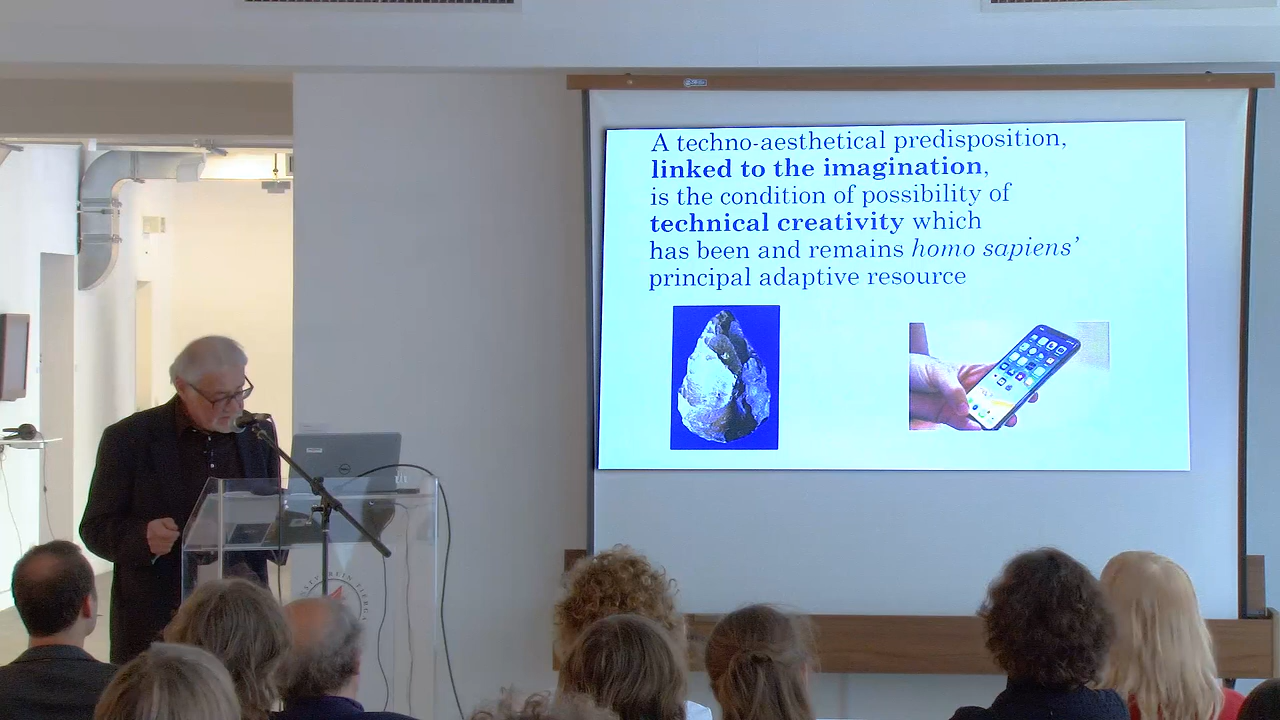 A techno-aesthetical predisposition,
linked to the imagination,
is the condition of possibility of
technical creativity which
has been and remains homo sapiens’
principal adaptive resource
DELL